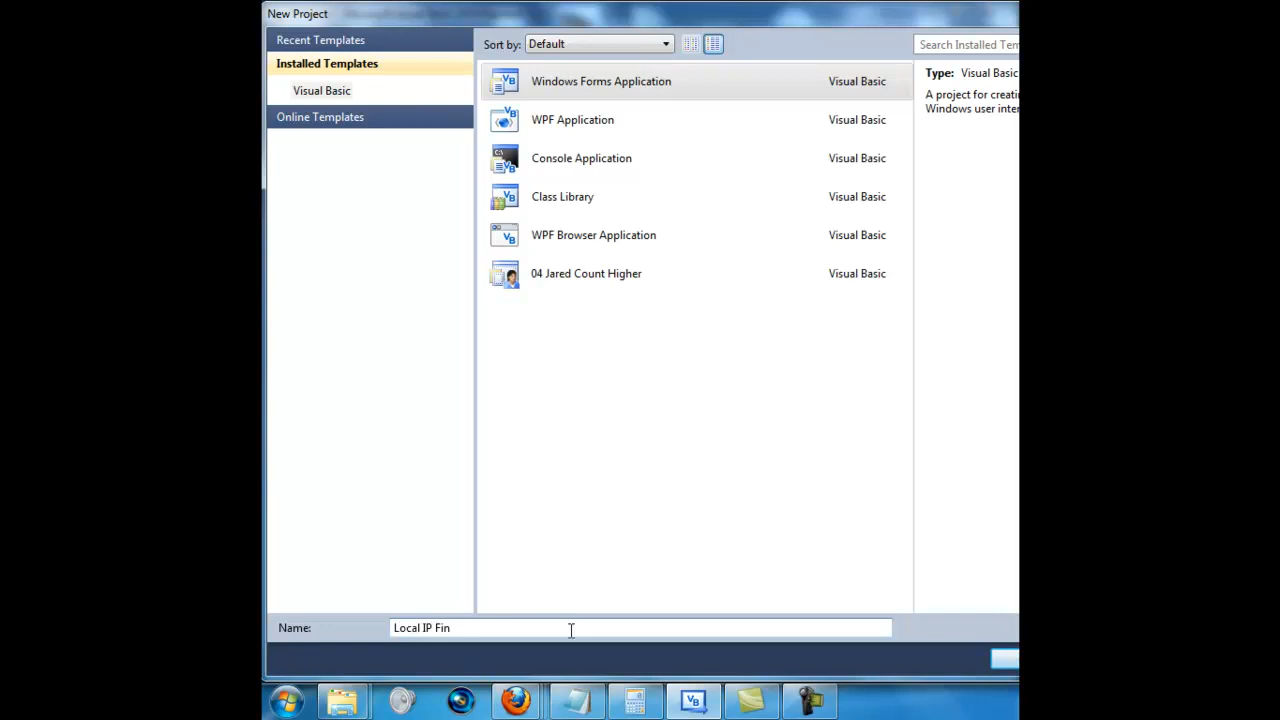 New Project
Recent Templates
Installed Templates
Visual Basic
Online Templates
Sort by: Default
Search Installed Tem
Windows Forms Application Visual Basic
WPF Application Visual Basic
Console Application Visual Basic
Class Library Visual Basic
WPF Browser Application Visual Basic
04 Jared Count Higher Visual Basic
Type: Visual Basic
A project for creati
Windows user inter
Name: Local IP Fin